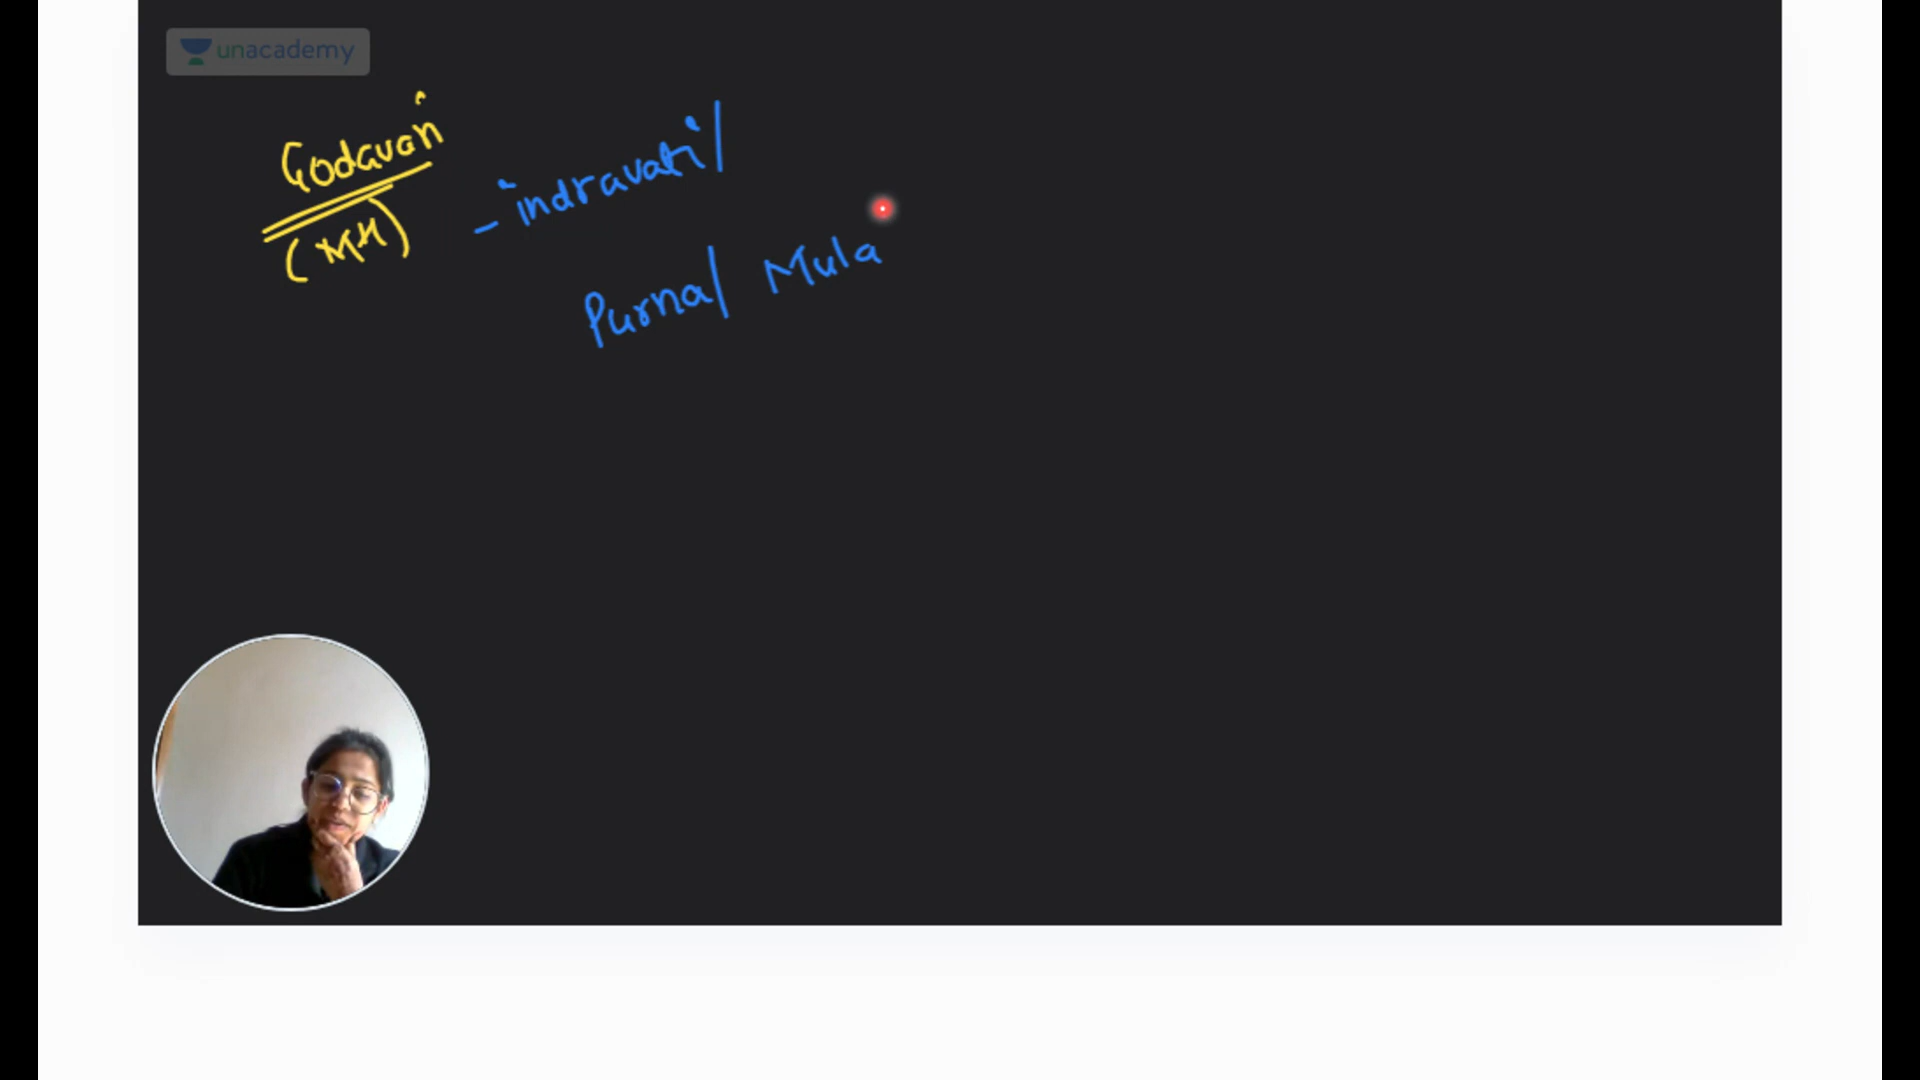 unacademy
Godavari
(MH)
- indravati/
Purna/ Mula